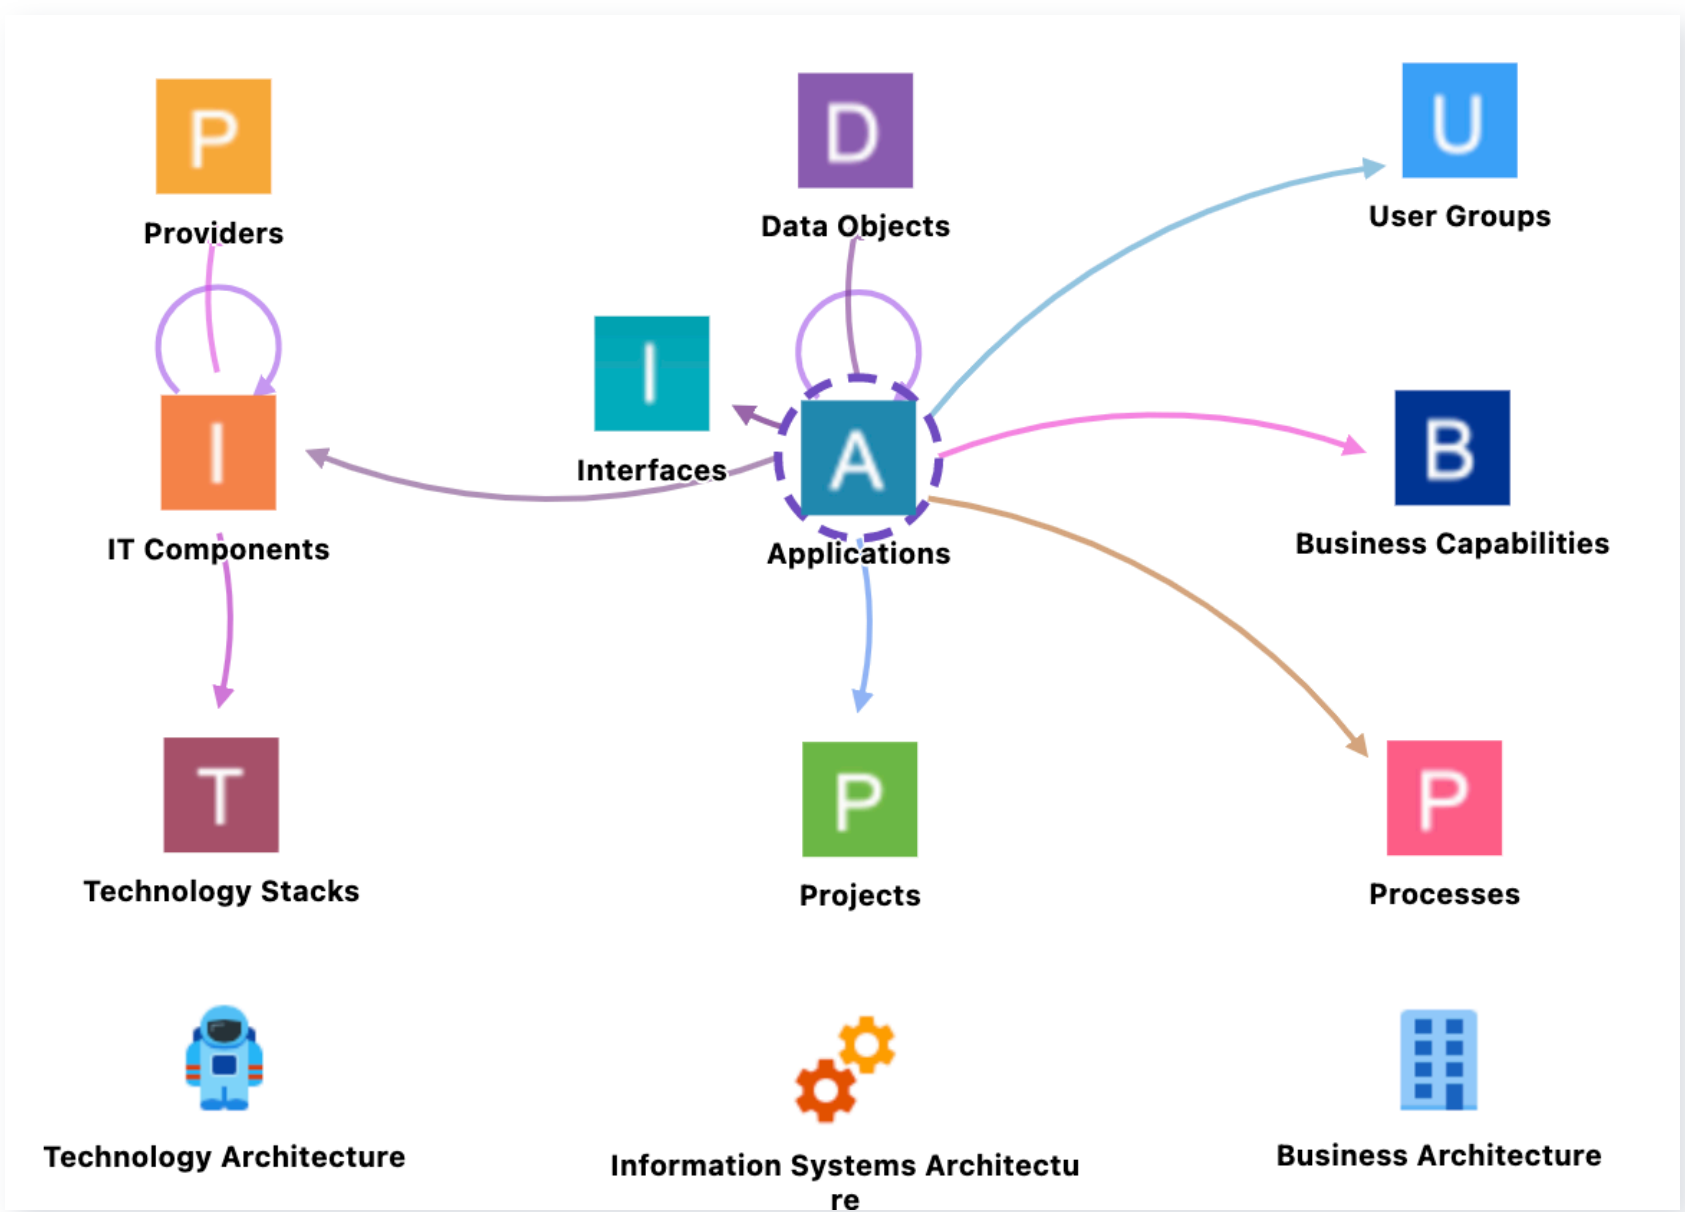 P
Providers
D
Data Objects
U
User Groups
I
Interfaces
I
IT Components
A
Applications
B
Business Capabilities
T
Technology Stacks
P
Projects
P
Processes
Technology Architecture
Information Systems Architectu
re
Business Architecture